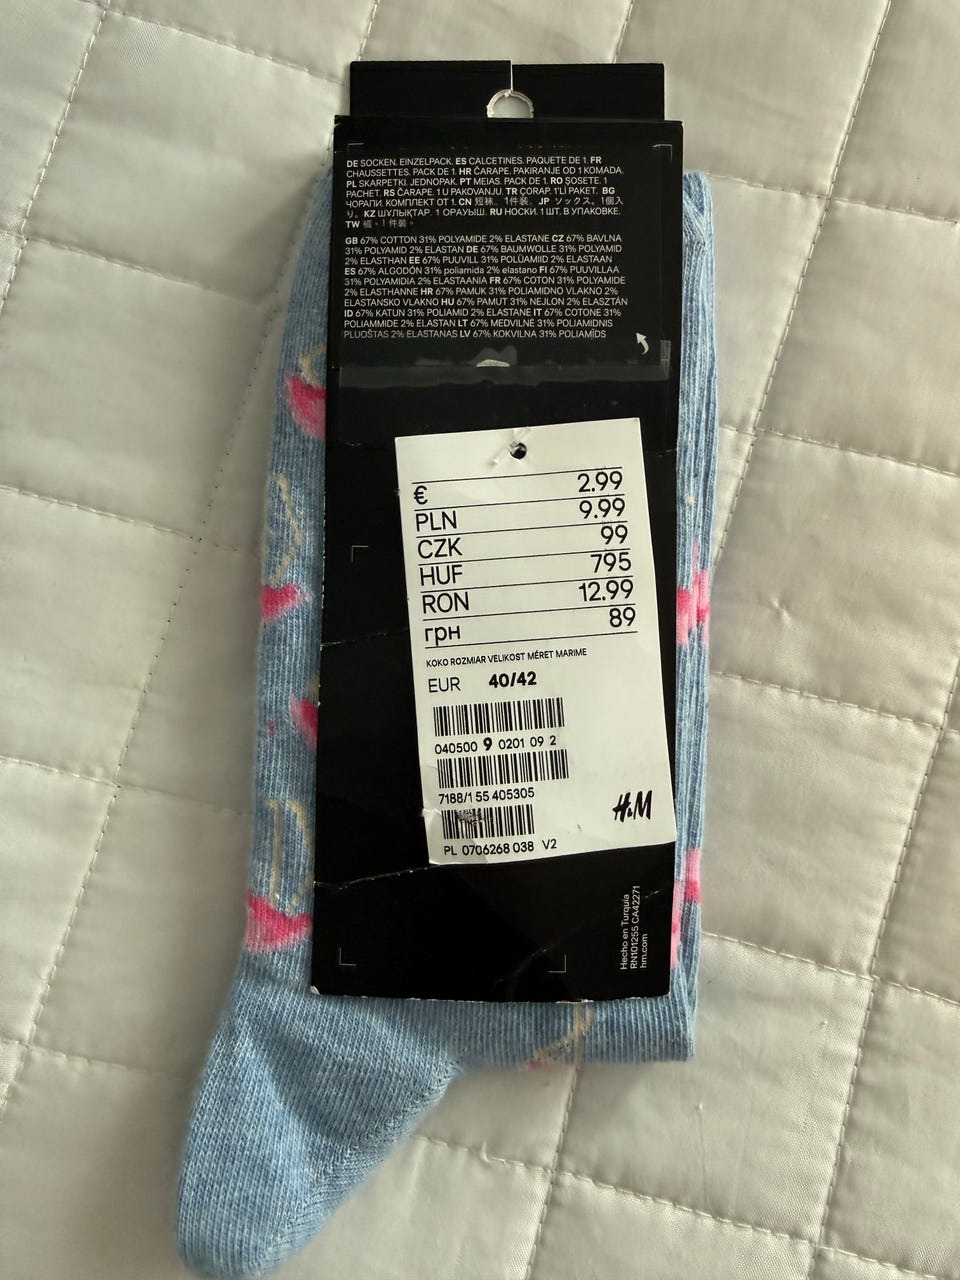 DE SOCKEN. EINZELPACK. ES CALCETINES. PAQUETE DE 1. FR
CHAUSSETTES. PACK DE 1. HR ČARAPE. PAKIRANJE OD 1 KOMADA.
PL SKARPETKI. JEDNOPAK. PT MEIAS. PACK DE 1. RO ȘOSETE. 1
PACHET. RS ČARAPE. 1 U PAKOVANJU. TR ÇORAP. 1'Lİ PAKET. BG
ЧОРАПИ. КОМПЛЕКТ ОТ 1. CN 短袜。1件装。JP ソックス。1個入
り。KZ ШҰЛЫҚТАР. 1 ОРАУЫШ. RU НОСКИ. 1 ШТ. В УПАКОВКЕ.
TW 襪。1 件裝。
GB 67% COTTON 31% POLYAMIDE 2% ELASTANE CZ 67% BAVLNA
31% POLYAMID 2% ELASTAN DE 67% BAUMWOLLE 31% POLYAMID
2% ELASTHAN EE 67% PUUVILL 31% POLÜAMIID 2% ELASTAAN
ES 67% ALGODÓN 31% poliamida 2% elastano FI 67% PUUVILLAA
31% POLYAMIDIA 2% ELASTAANIA FR 67% COTON 31% POLYAMIDE
2% ELASTHANNE HR 67% PAMUK 31% POLIAMIDNO VLAKNO 2%
ELASTANSKO VLAKNO HU 67% PAMUT 31% NEJLON 2% ELASZTÁN
ID 67% KATUN 31% POLIAMID 2% ELASTANE IT 67% COTONE 31%
POLIAMMIDE 2% ELASTAN LT 67% MEDVILNĖ 31% POLIAMIDNIS
PLUOŠTAS 2% ELASTANAS LV 67% KOKVILNA 31% POLIAMĪDS
€ 2.99
PLN 9.99
CZK 99
HUF 795
RON 12.99
грн 89
KOKO ROZMIAR VELIKOST MÉRET MARIME
EUR 40/42
040500 9 0201 09 2
7188/1 55 405305
H&M
PL 0706268 038 V2
Hecho en Turquía
RN101255 CA42271
hm.com